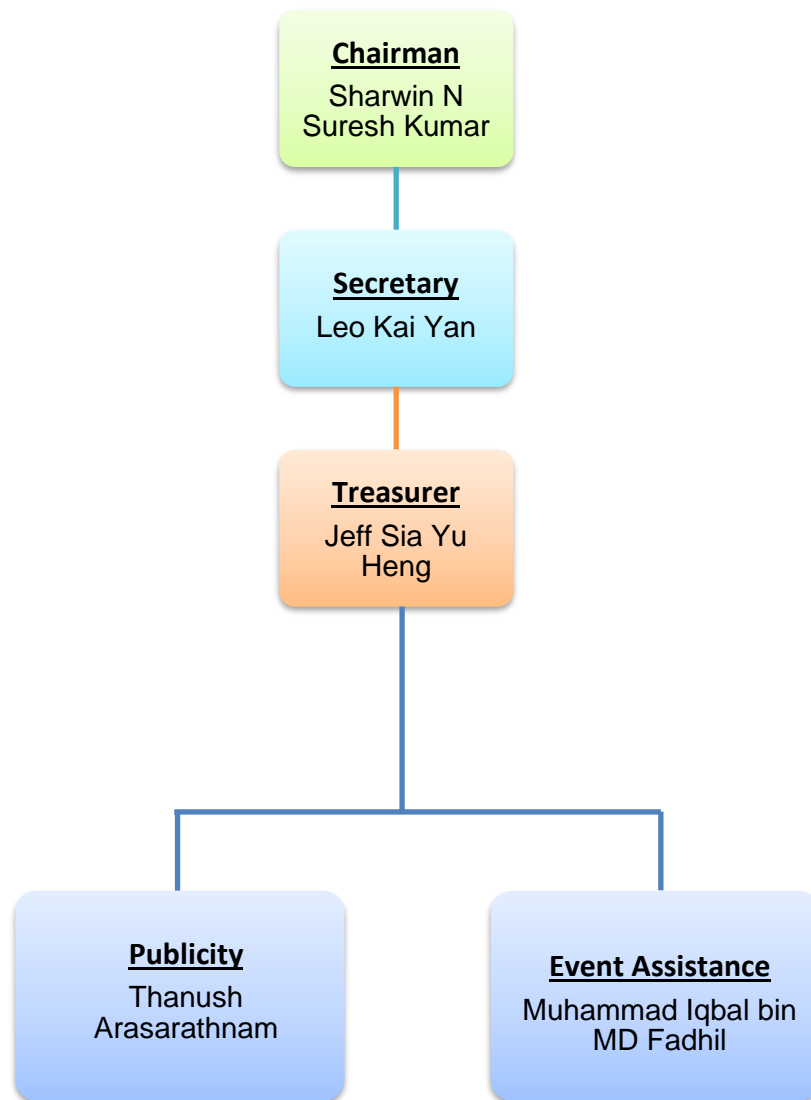 Chairman
Sharwin N
Suresh Kumar
Secretary
Leo Kai Yan
Treasurer
Jeff Sia Yu
Heng
Publicity
Thanush
Arasarathnam
Event Assistance
Muhammad Iqbal bin
MD Fadhil